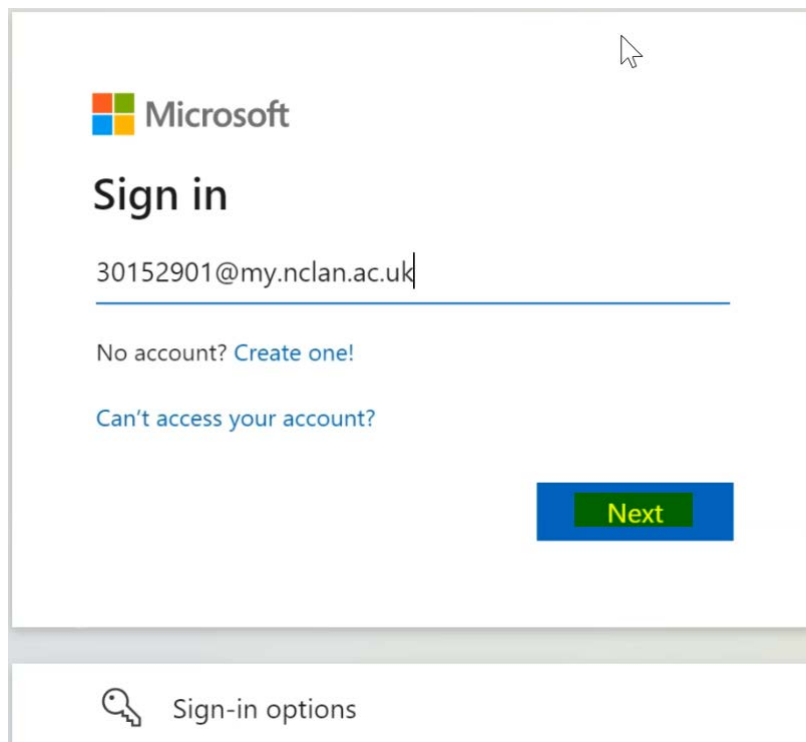 Microsoft
Sign in
30152901@my.nclan.ac.uk
No account? Create one!
Can't access your account?
Next
Sign-in options